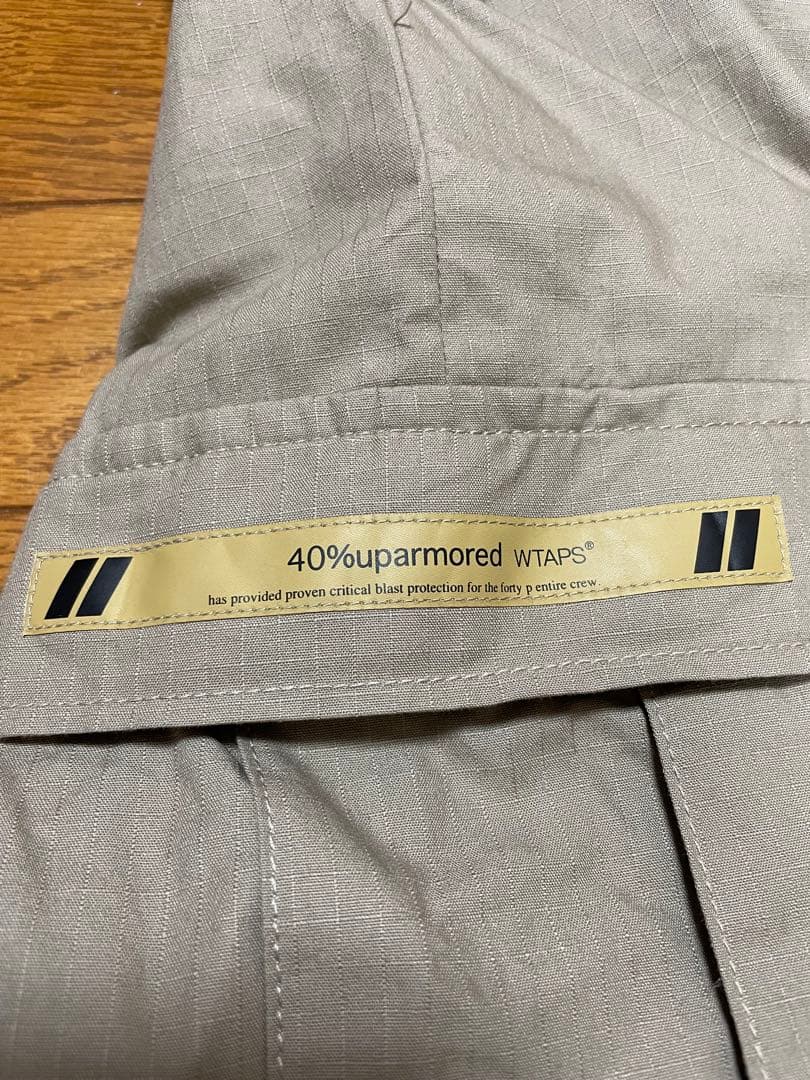 40%uparmored WTAPS®
has provided proven critical blast protection for the forty p entire crew.